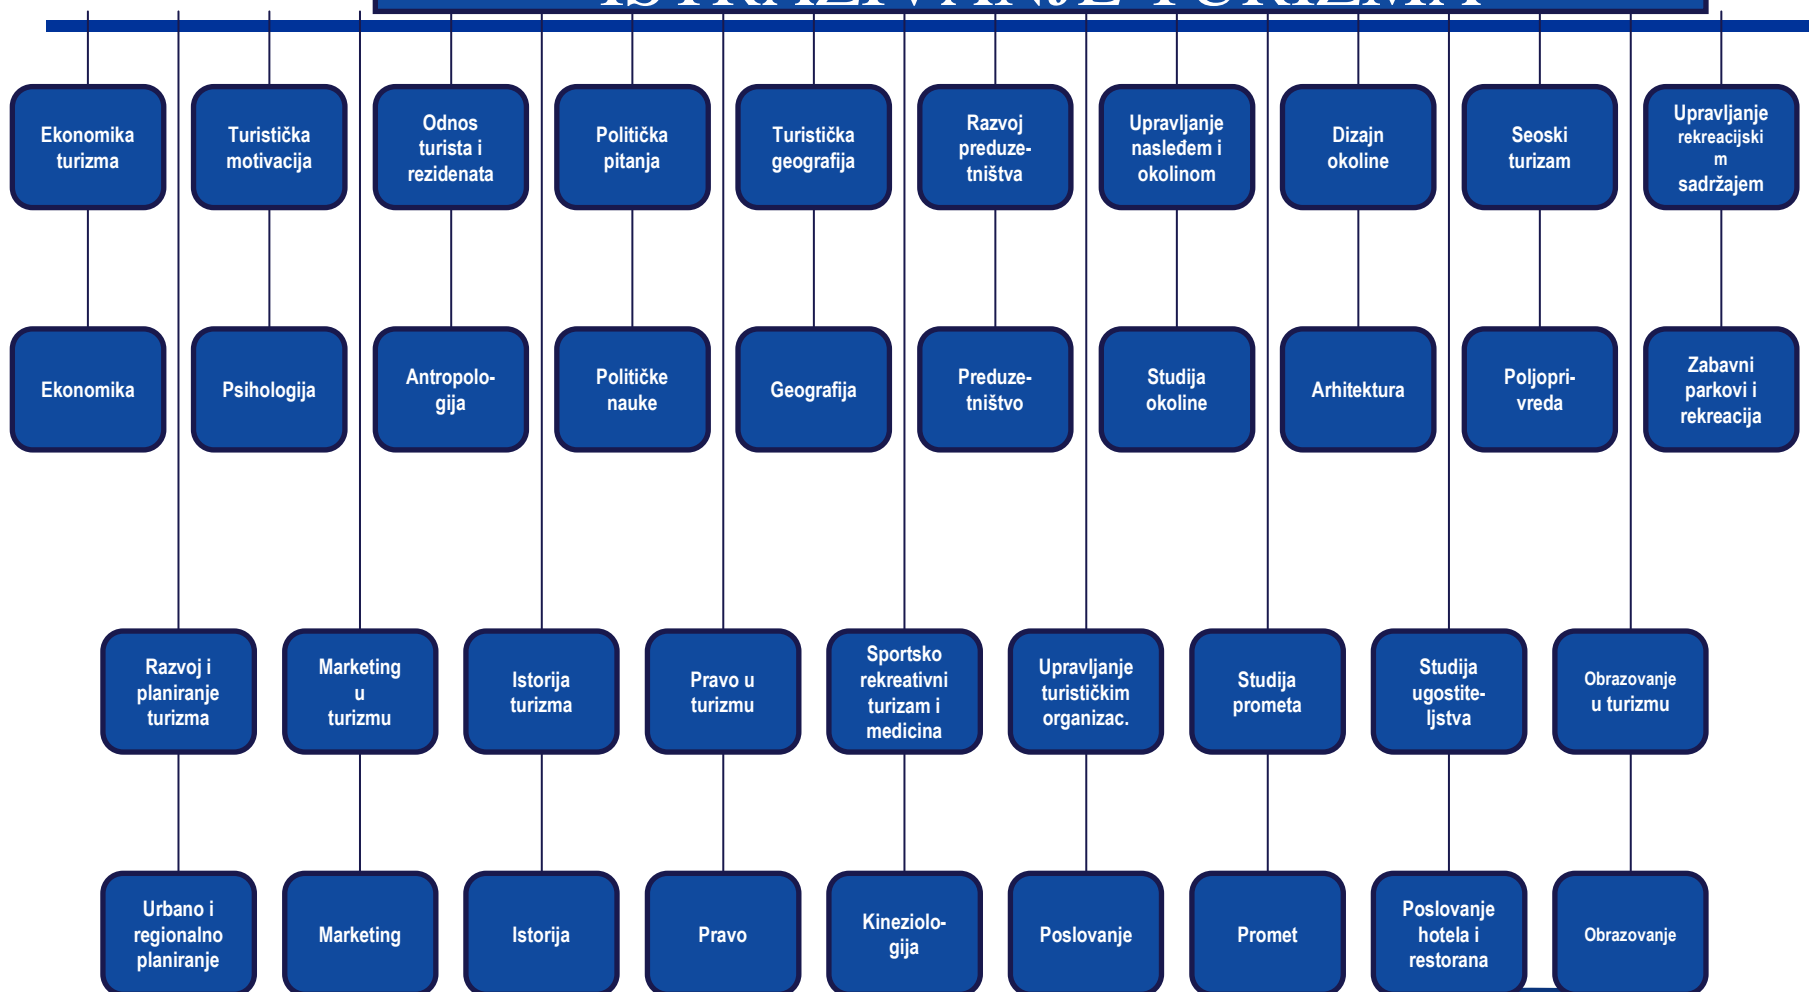 ISTRAŽIVANJE TURIZMA
Ekonomika
turizma
Turistička
motivacija
Odnos
turista i
rezidenata
Politička
pitanja
Turistička
geografija
Razvoj
preduze-
tništva
Upravljanje
nasleđem i
okolinom
Dizajn
okoline
Seoski
turizam
Upravljanje
rekreacijski
m
sadržajem
Ekonomika
Psihologija
Antropolo-
gija
Političke
nauke
Geografija
Preduze-
tništvo
Studija
okoline
Arhitektura
Poljopri-
vreda
Zabavni
parkovi i
rekreacija
Razvoj i
planiranje
turizma
Marketing
u
turizmu
Istorija
turizma
Pravo u
turizmu
Sportsko
rekreativni
turizam i
medicina
Upravljanje
turističkim
organizac.
Studija
prometa
Studija
ugostite-
ljstva
Obrazovanje
u turizmu
Urbano i
regionalno
planiranje
Marketing
Istorija
Pravo
Kineziolo-
gija
Poslovanje
Promet
Poslovanje
hotela i
restorana
Obrazovanje